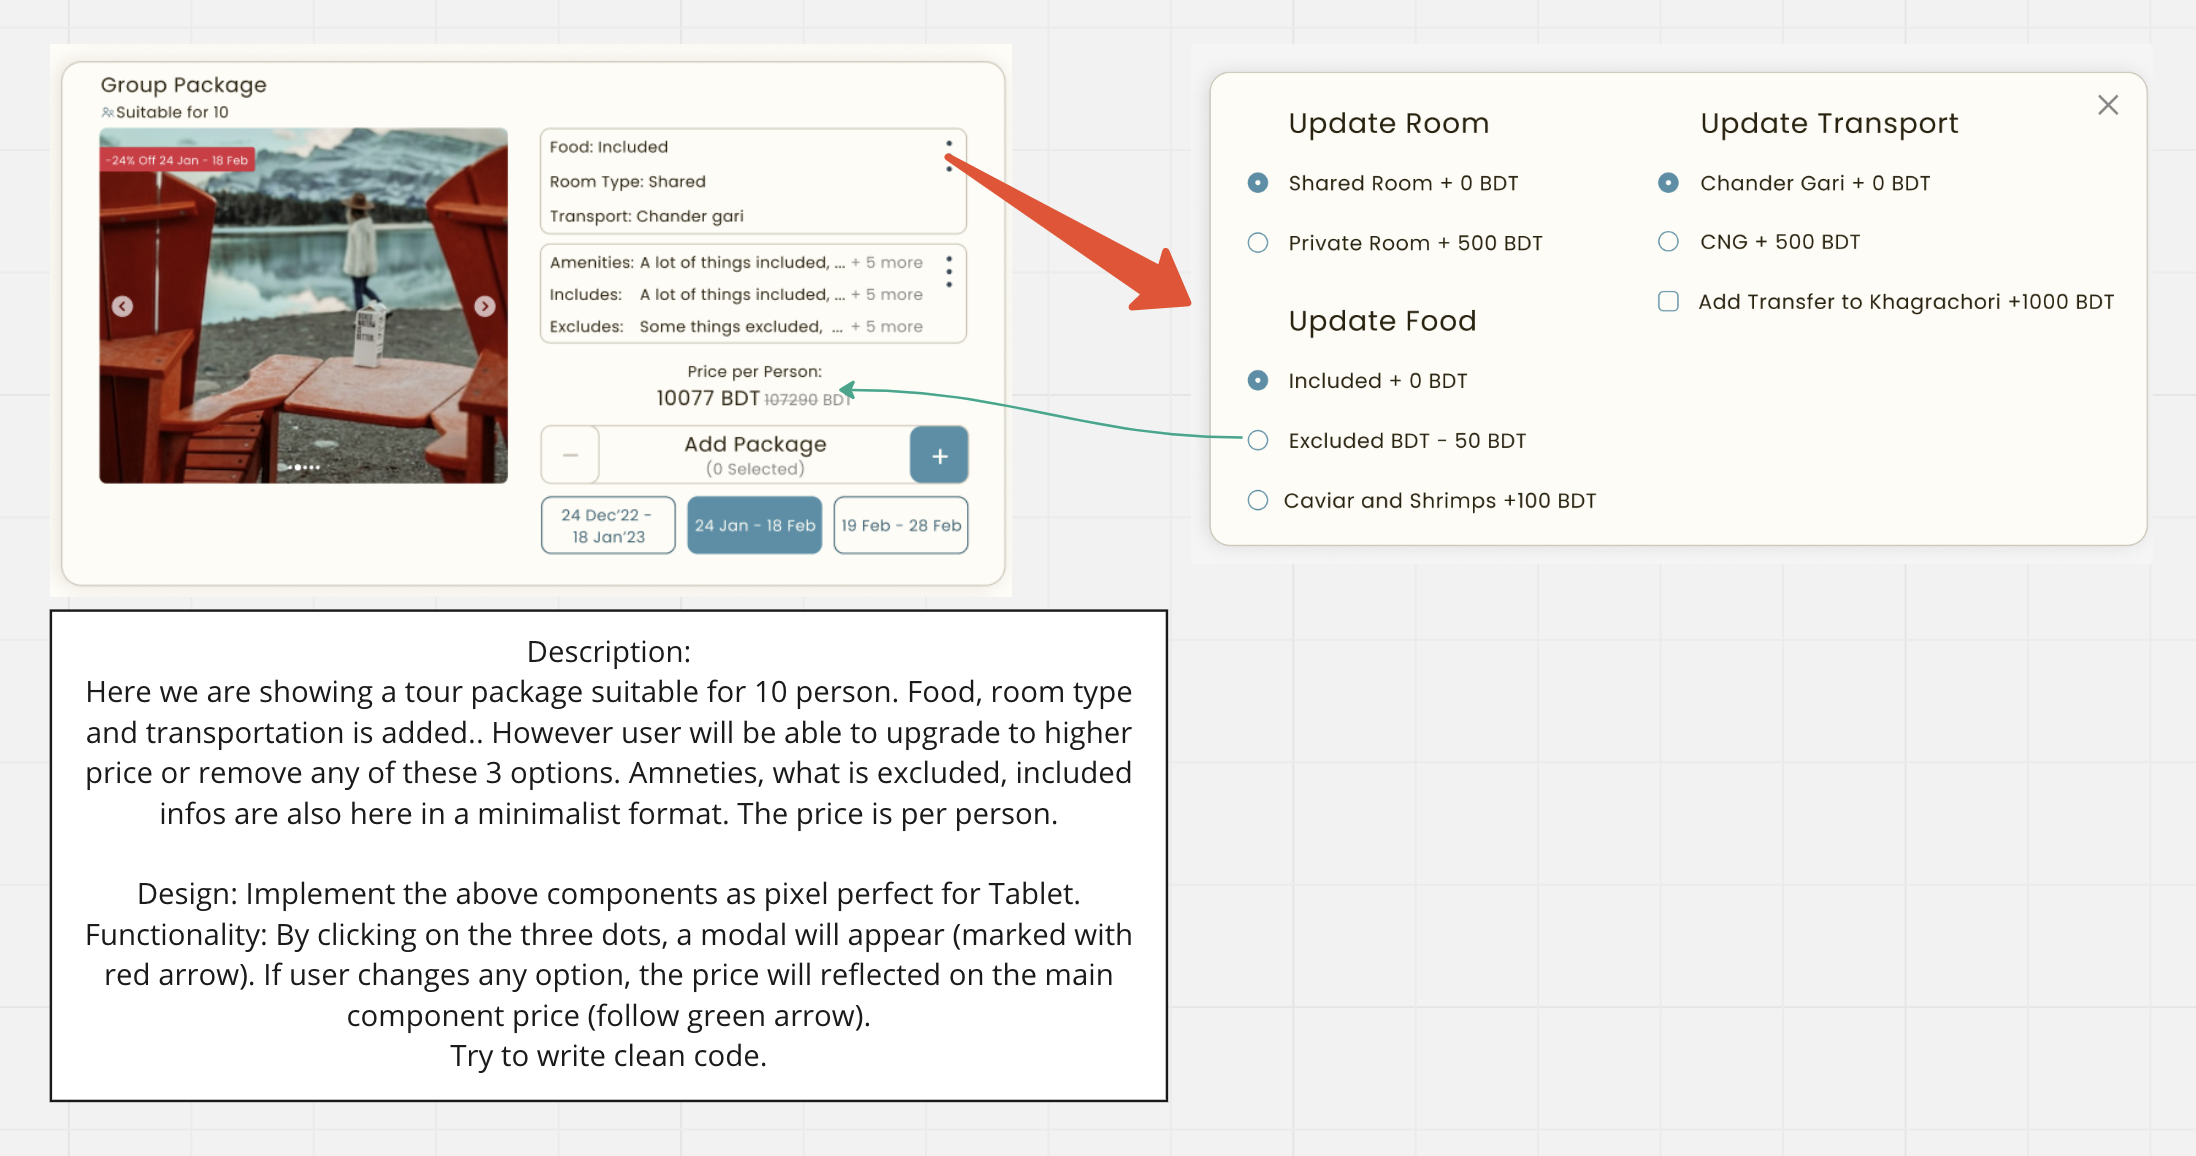 Group Package
Suitable for 10
-24% Off 24 Jan - 18 Feb
Food: Included
Room Type: Shared
Transport: Chander gari
Amenities: A lot of things included, ... + 5 more
Includes: A lot of things included, ... + 5 more
Excludes: Some things excluded, ... + 5 more
Price per Person:
10077 BDT 107290 BDT
−
Add Package
(0 Selected)
+
24 Dec’22 -
18 Jan’23
24 Jan - 18 Feb
19 Feb - 28 Feb
Update Room
Shared Room + 0 BDT
Private Room + 500 BDT
Update Food
Included + 0 BDT
Excluded BDT - 50 BDT
Caviar and Shrimps +100 BDT
Update Transport
Chander Gari + 0 BDT
CNG + 500 BDT
Add Transfer to Khagrachori +1000 BDT
Description:
Here we are showing a tour package suitable for 10 person. Food, room type
and transportation is added.. However user will be able to upgrade to higher
price or remove any of these 3 options. Amneties, what is excluded, included
infos are also here in a minimalist format. The price is per person.
Design: Implement the above components as pixel perfect for Tablet.
Functionality: By clicking on the three dots, a modal will appear (marked with
red arrow). If user changes any option, the price will reflected on the main
component price (follow green arrow).
Try to write clean code.